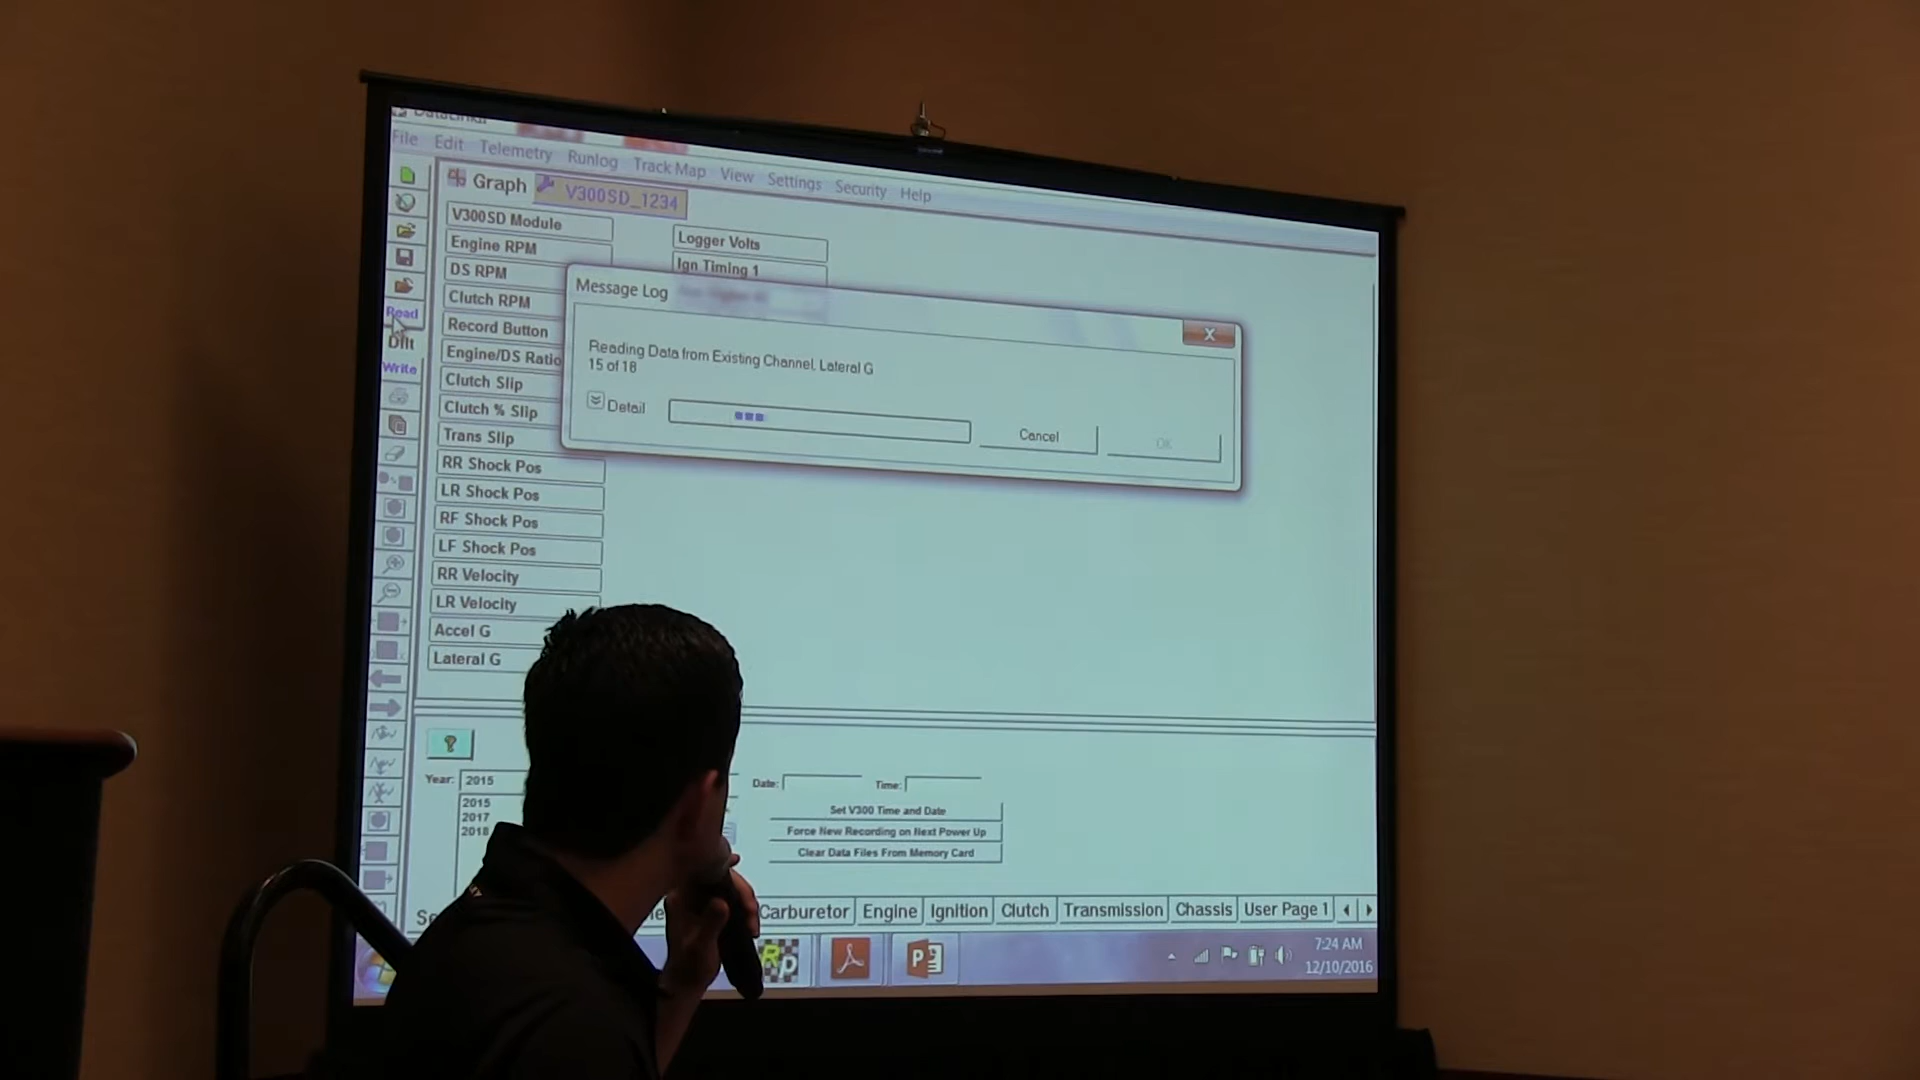 DataLink II
File Edit Telemetry Runlog Track Map View Settings Security Help
Graph V300SD_1234
V300SD Module
Engine RPM
DS RPM
Clutch RPM
Record Button
Engine/DS Ratio
Clutch Slip
Clutch % Slip
Trans Slip
RR Shock Pos
LR Shock Pos
RF Shock Pos
LF Shock Pos
RR Velocity
LR Velocity
Accel G
Lateral G
Logger Volts
Ign Timing 1
Read
Write
Message Log
X
Reading Data from Existing Channel, Lateral G
15 of 18
Detail
Cancel
OK
?
Year: 2015
2015
2017
2018
Date: Time:
Set V300 Time and Date
Force New Recording on Next Power Up
Clear Data Files From Memory Card
Carburetor Engine Ignition Clutch Transmission Chassis User Page 1
RP
P
7:24 AM
12/10/2016